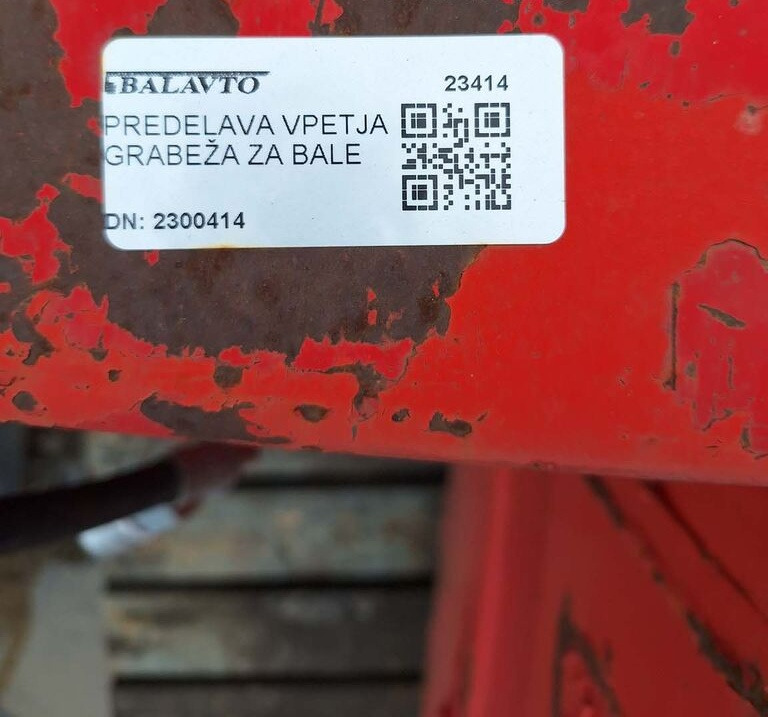 BALAVTO
23414
PREDELAVA VPETJA
GRABEŽA ZA BALE
DN: 2300414